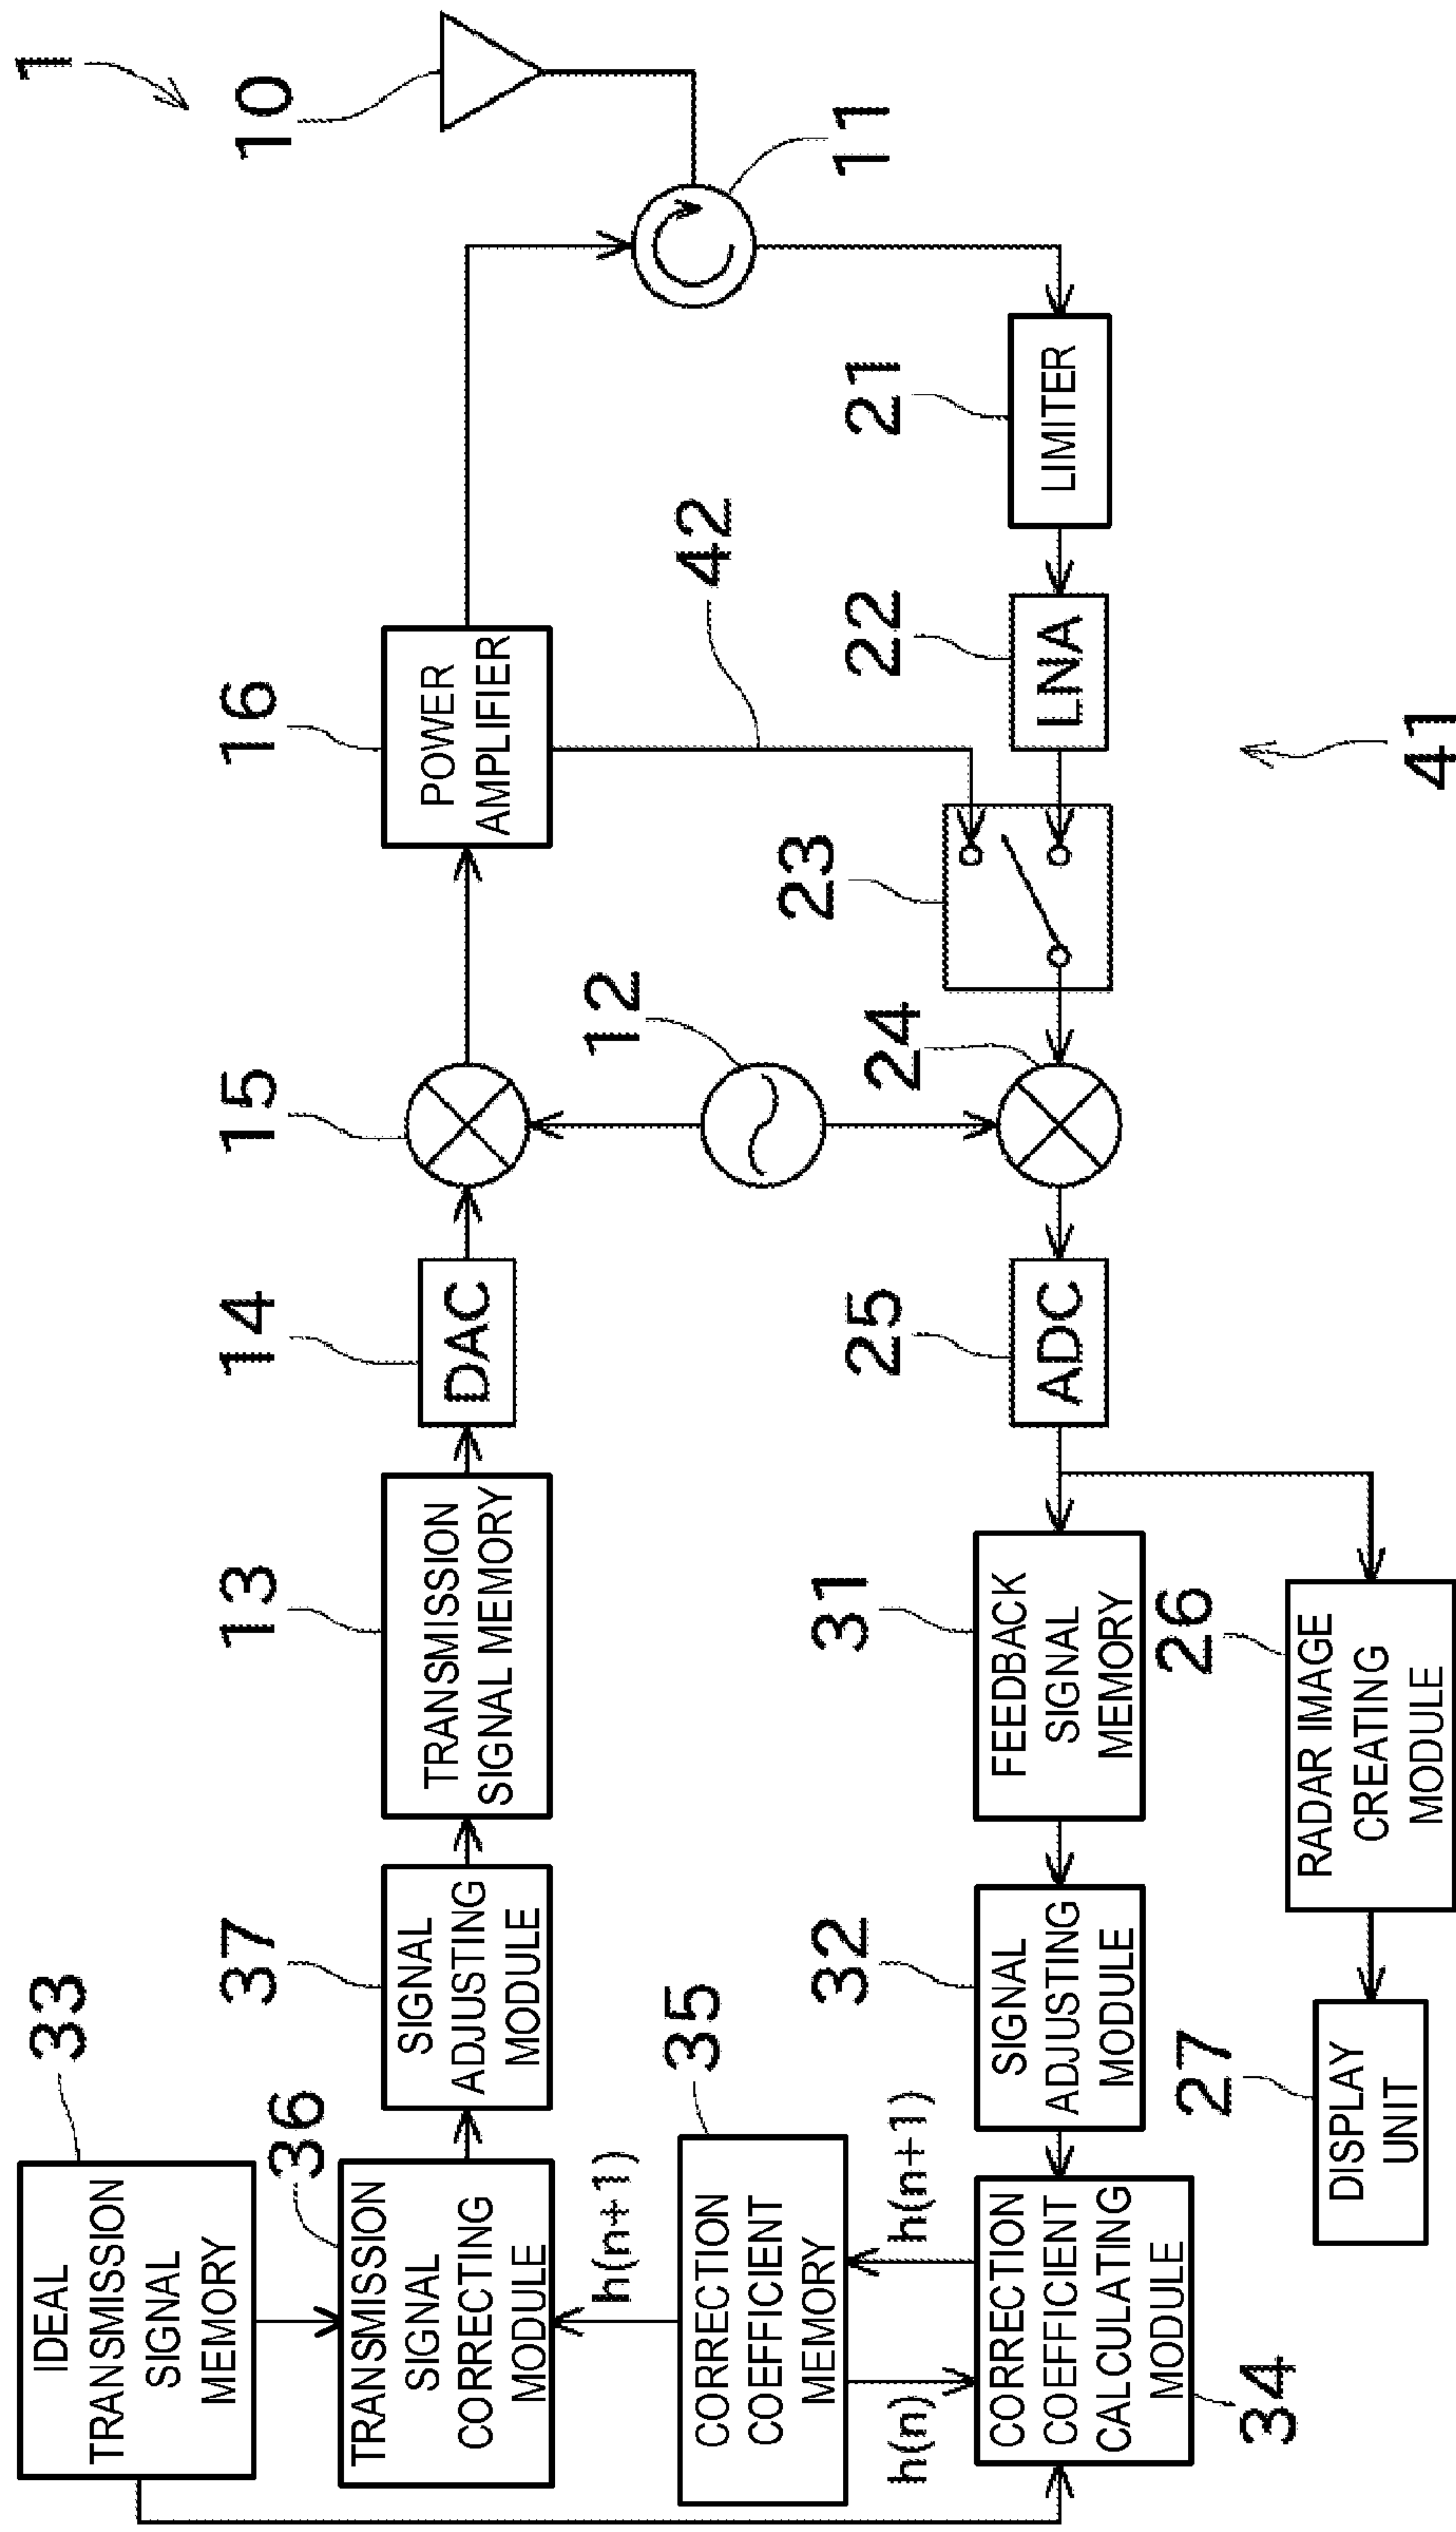 1
10
11
IDEAL
TRANSMISSION
SIGNAL
MEMORY
33
TRANSMISSION
SIGNAL
CORRECTING
MODULE
36
SIGNAL
ADJUSTING
MODULE
37
TRANSMISSION
SIGNAL MEMORY
13
DAC
14
15
POWER
AMPLIFIER
16
h(n+1)
CORRECTION
COEFFICIENT
MEMORY
35
12
42
h(n)
h(n+1)
CORRECTION
COEFFICIENT
CALCULATING
MODULE
34
SIGNAL
ADJUSTING
MODULE
32
FEEDBACK
SIGNAL
MEMORY
31
ADC
25
24
23
LNA
22
LIMITER
21
DISPLAY
UNIT
27
RADAR IMAGE
CREATING
MODULE
26
41